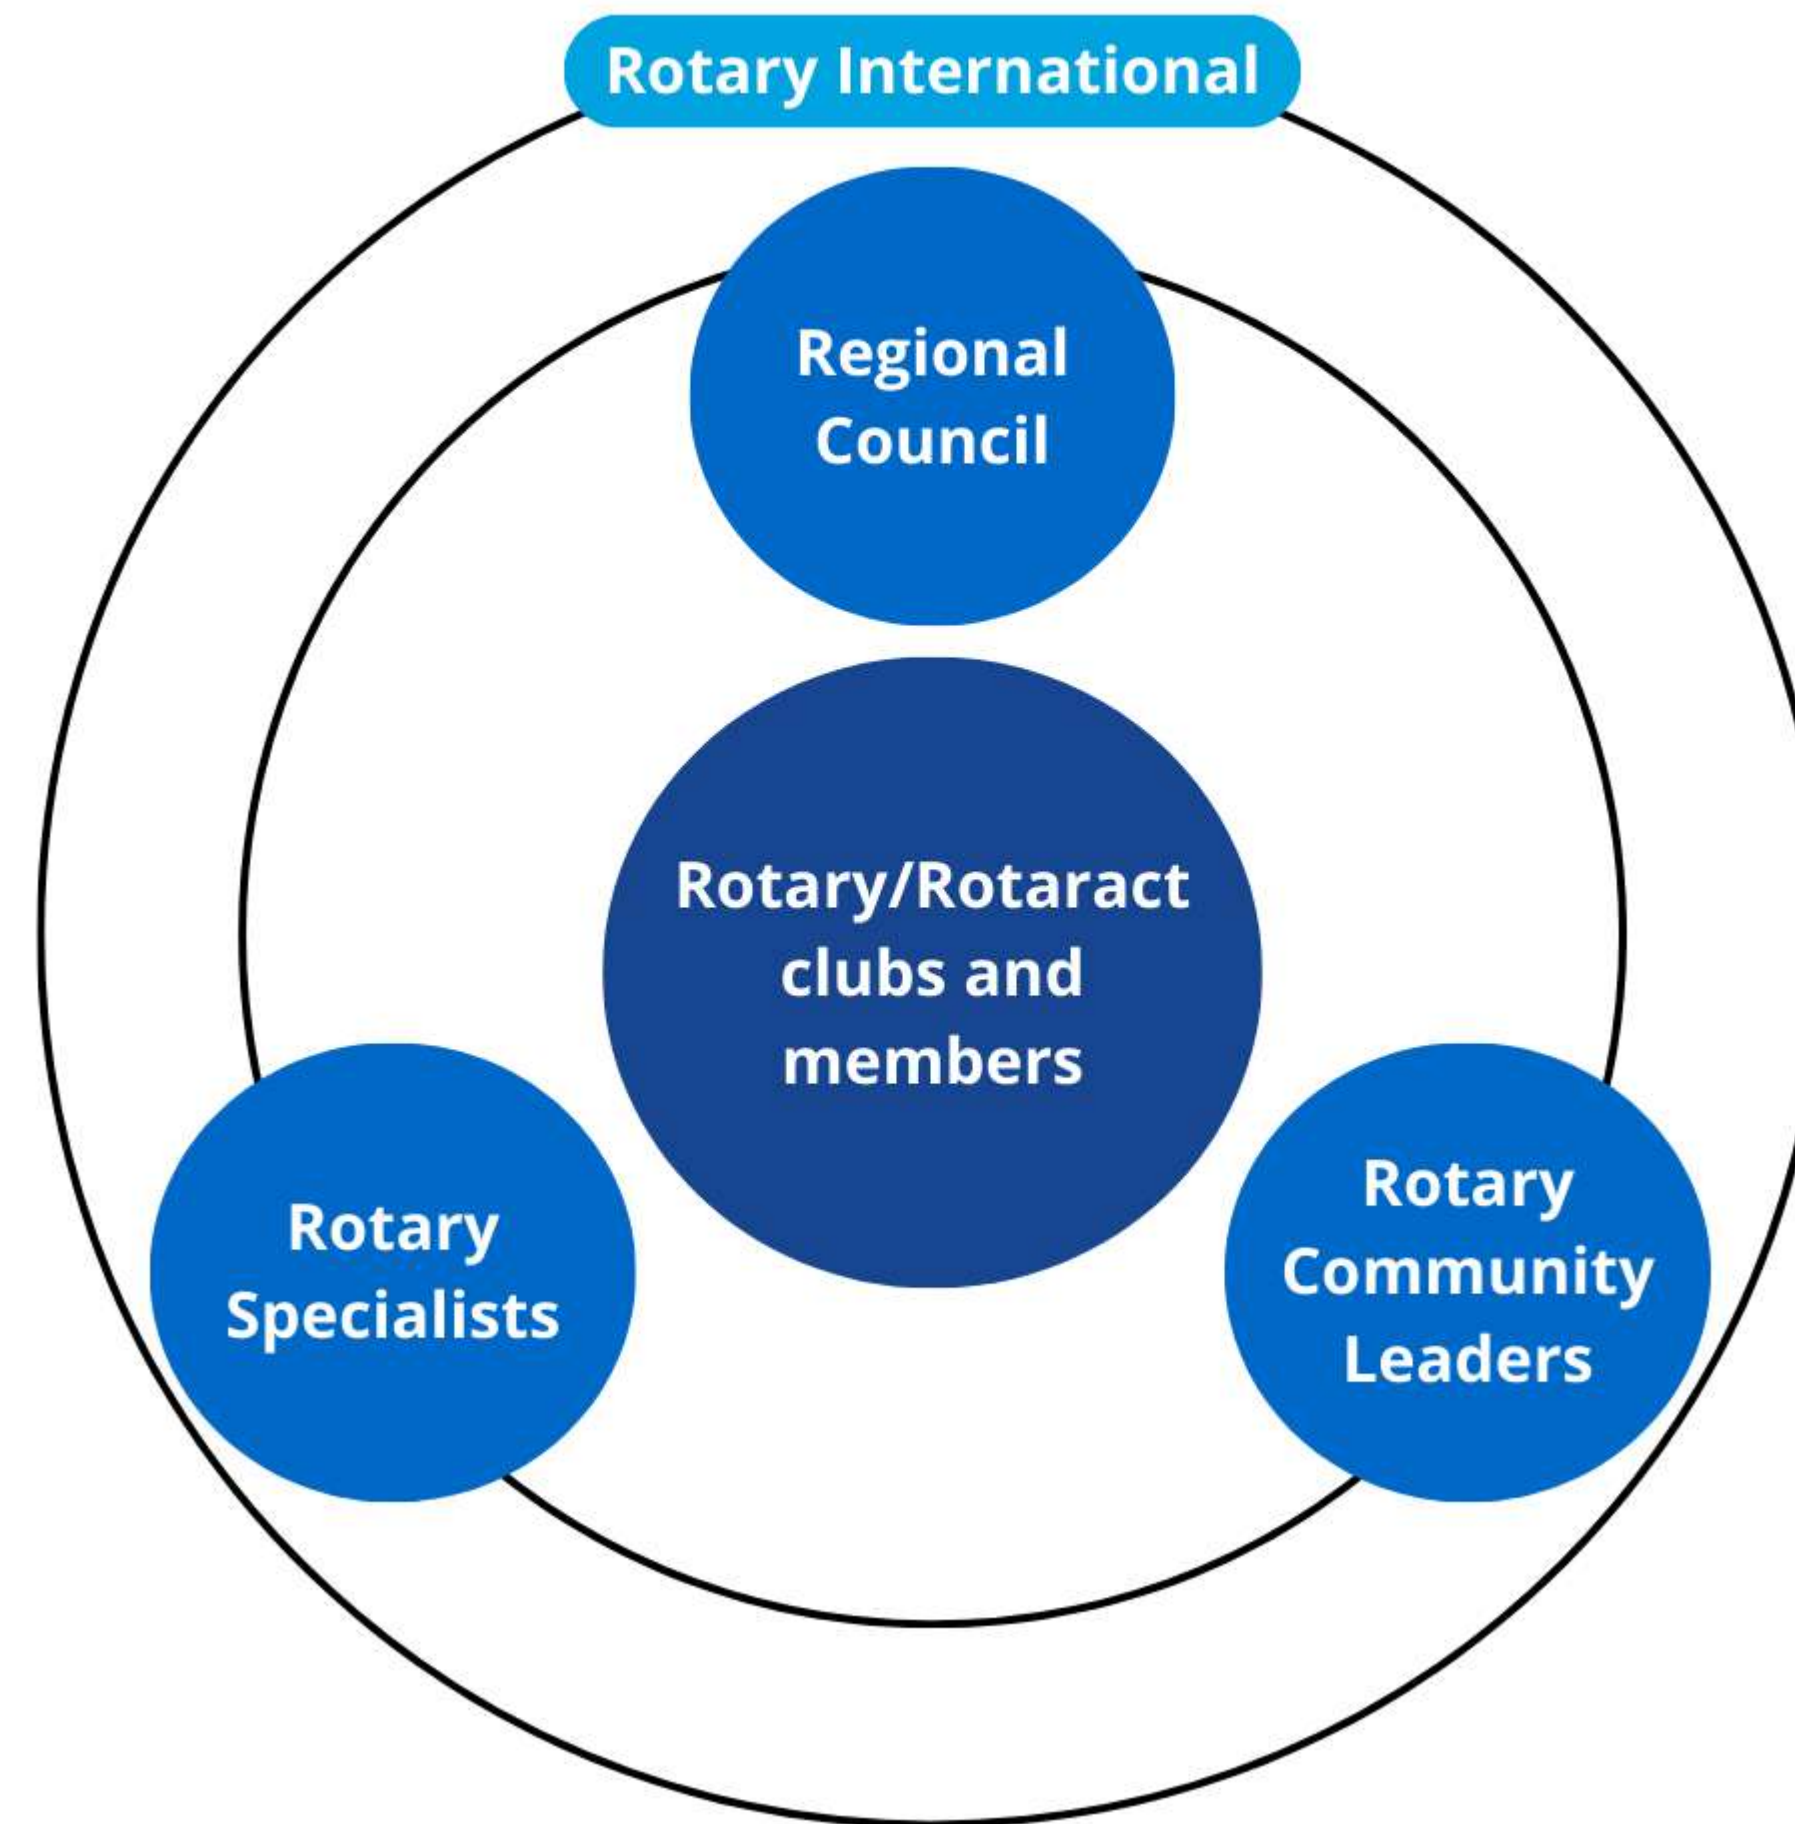 Rotary International
Regional
Council
Rotary/Rotaract
clubs and
members
Rotary
Specialists
Rotary
Community
Leaders